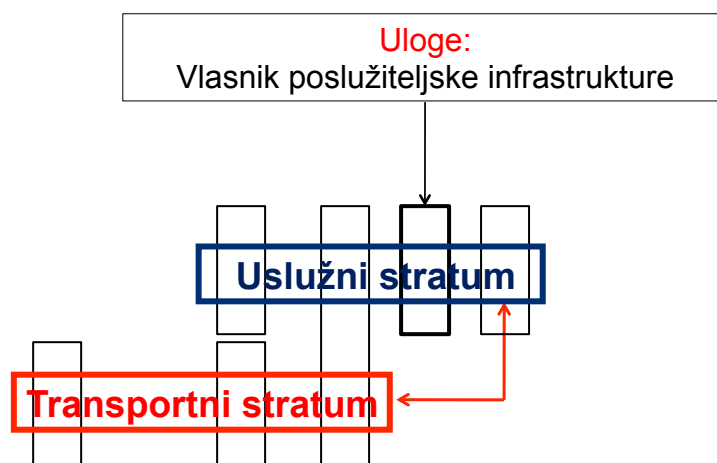 Uloge:
Vlasnik poslužiteljske infrastrukture
Uslužni stratum
Transportni stratum